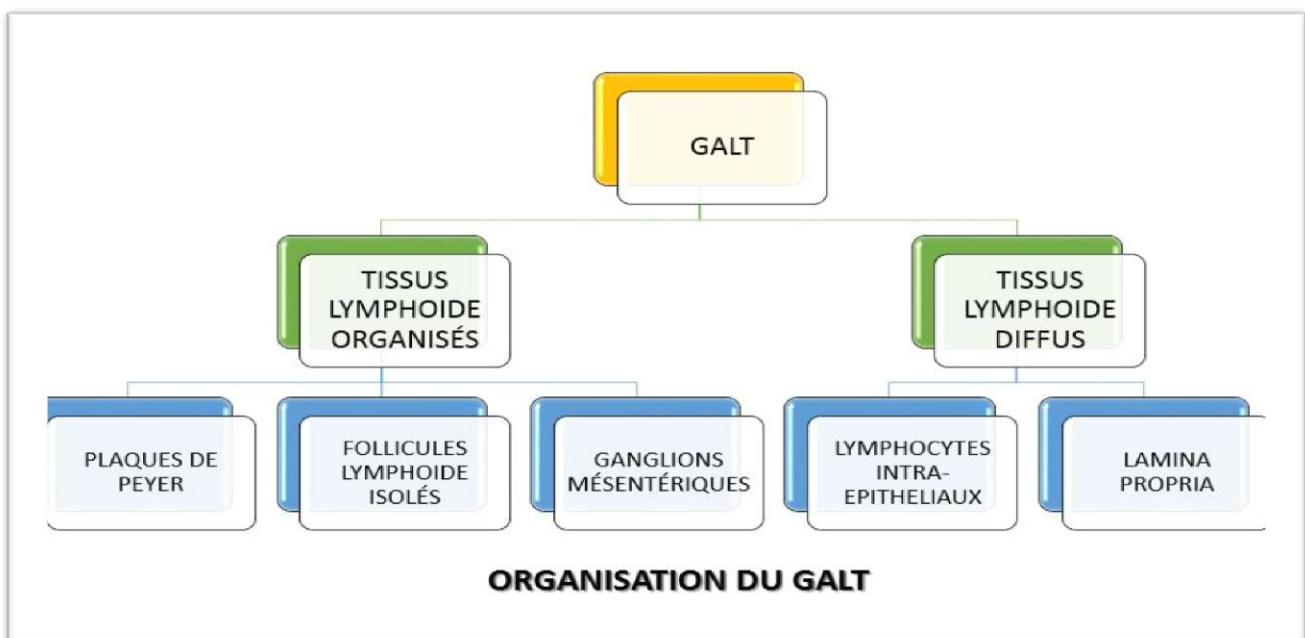 GALT
TISSUS
LYMPHOIDE
ORGANISÉS
TISSUS
LYMPHOIDE
DIFFUS
PLAQUES DE
PEYER
FOLLICULES
LYMPHOIDE
ISOLÉS
GANGLIONS
MÉSENTÉRIQUES
LYMPHOCYTES
INTRA-
EPITHELIAUX
LAMINA
PROPRIA
ORGANISATION DU GALT